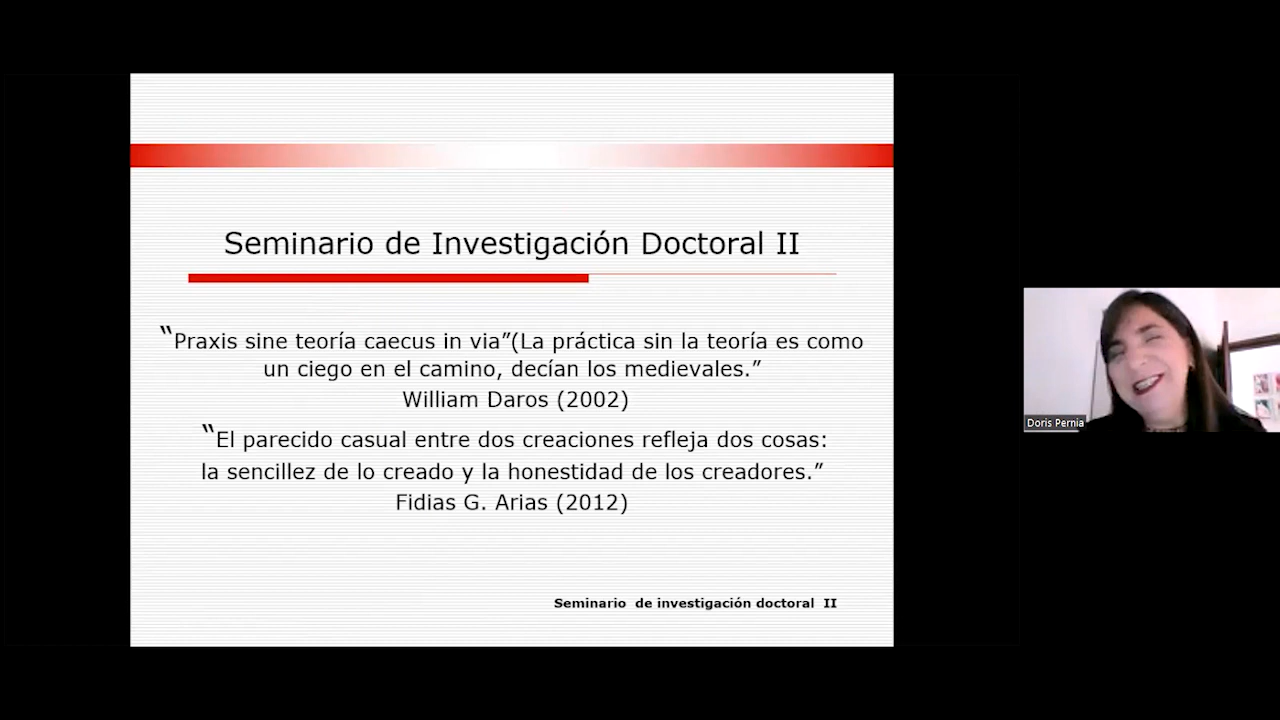 Seminario de Investigación Doctoral II
“Praxis sine teoría caecus in via”(La práctica sin la teoría es como
un ciego en el camino, decían los medievales.”
William Daros (2002)
“El parecido casual entre dos creaciones refleja dos cosas:
la sencillez de lo creado y la honestidad de los creadores.”
Fidias G. Arias (2012)
Seminario de investigación doctoral II
Doris Pernia